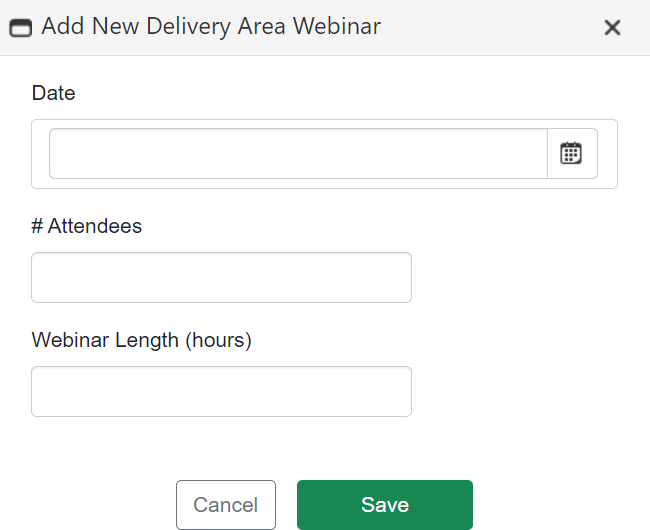 Add New Delivery Area Webinar
Date
# Attendees
Webinar Length (hours)
Cancel
Save